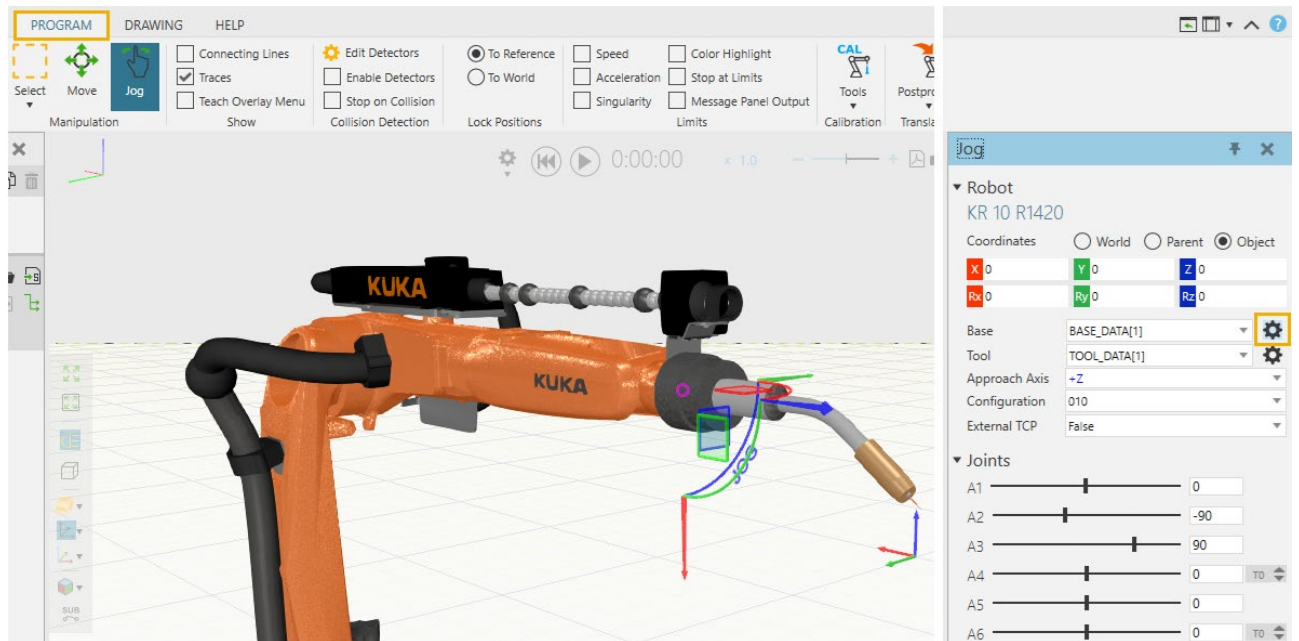 PROGRAM DRAWING HELP
Connecting Lines
Traces
Teach Overlay Menu
Show
Select
Move
Jog
Manipulation
Edit Detectors
Enable Detectors
Stop on Collision
Collision Detection
To Reference
To World
Lock Positions
Speed
Acceleration
Singularity
Color Highlight
Stop at Limits
Message Panel Output
Limits
CAL
Tools
Calibration
Postpro
Transla
0:00:00 x 1.0
KUKA
KUKA
SUB
Jog
Robot
KR 10 R1420
Coordinates World Parent Object
X 0 Y 0 Z 0
Rx 0 Ry 0 Rz 0
Base BASE_DATA[1]
Tool TOOL_DATA[1]
Approach Axis +Z
Configuration 010
External TCP False
Joints
A1 0
A2 -90
A3 90
A4 0 T0
A5 0
A6 0 T0